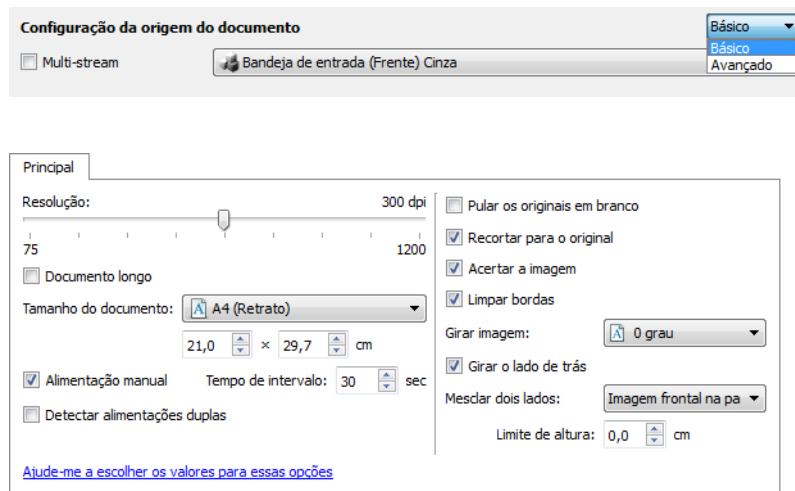 Configuração da origem do documento
Básico
Básico
Avançado
Multi-stream
Bandeja de entrada (Frente) Cinza
Principal
Resolução:
300 dpi
75
1200
Documento longo
Tamanho do documento:
A4 (Retrato)
21,0 × 29,7 cm
Alimentação manual
Tempo de intervalo: 30 sec
Detectar alimentações duplas
Pular os originais em branco
Recortar para o original
Acertar a imagem
Limpar bordas
Girar imagem:
0 grau
Girar o lado de trás
Mesclar dois lados:
Imagem frontal na pa
Limite de altura: 0,0 cm
Ajude-me a escolher os valores para essas opções